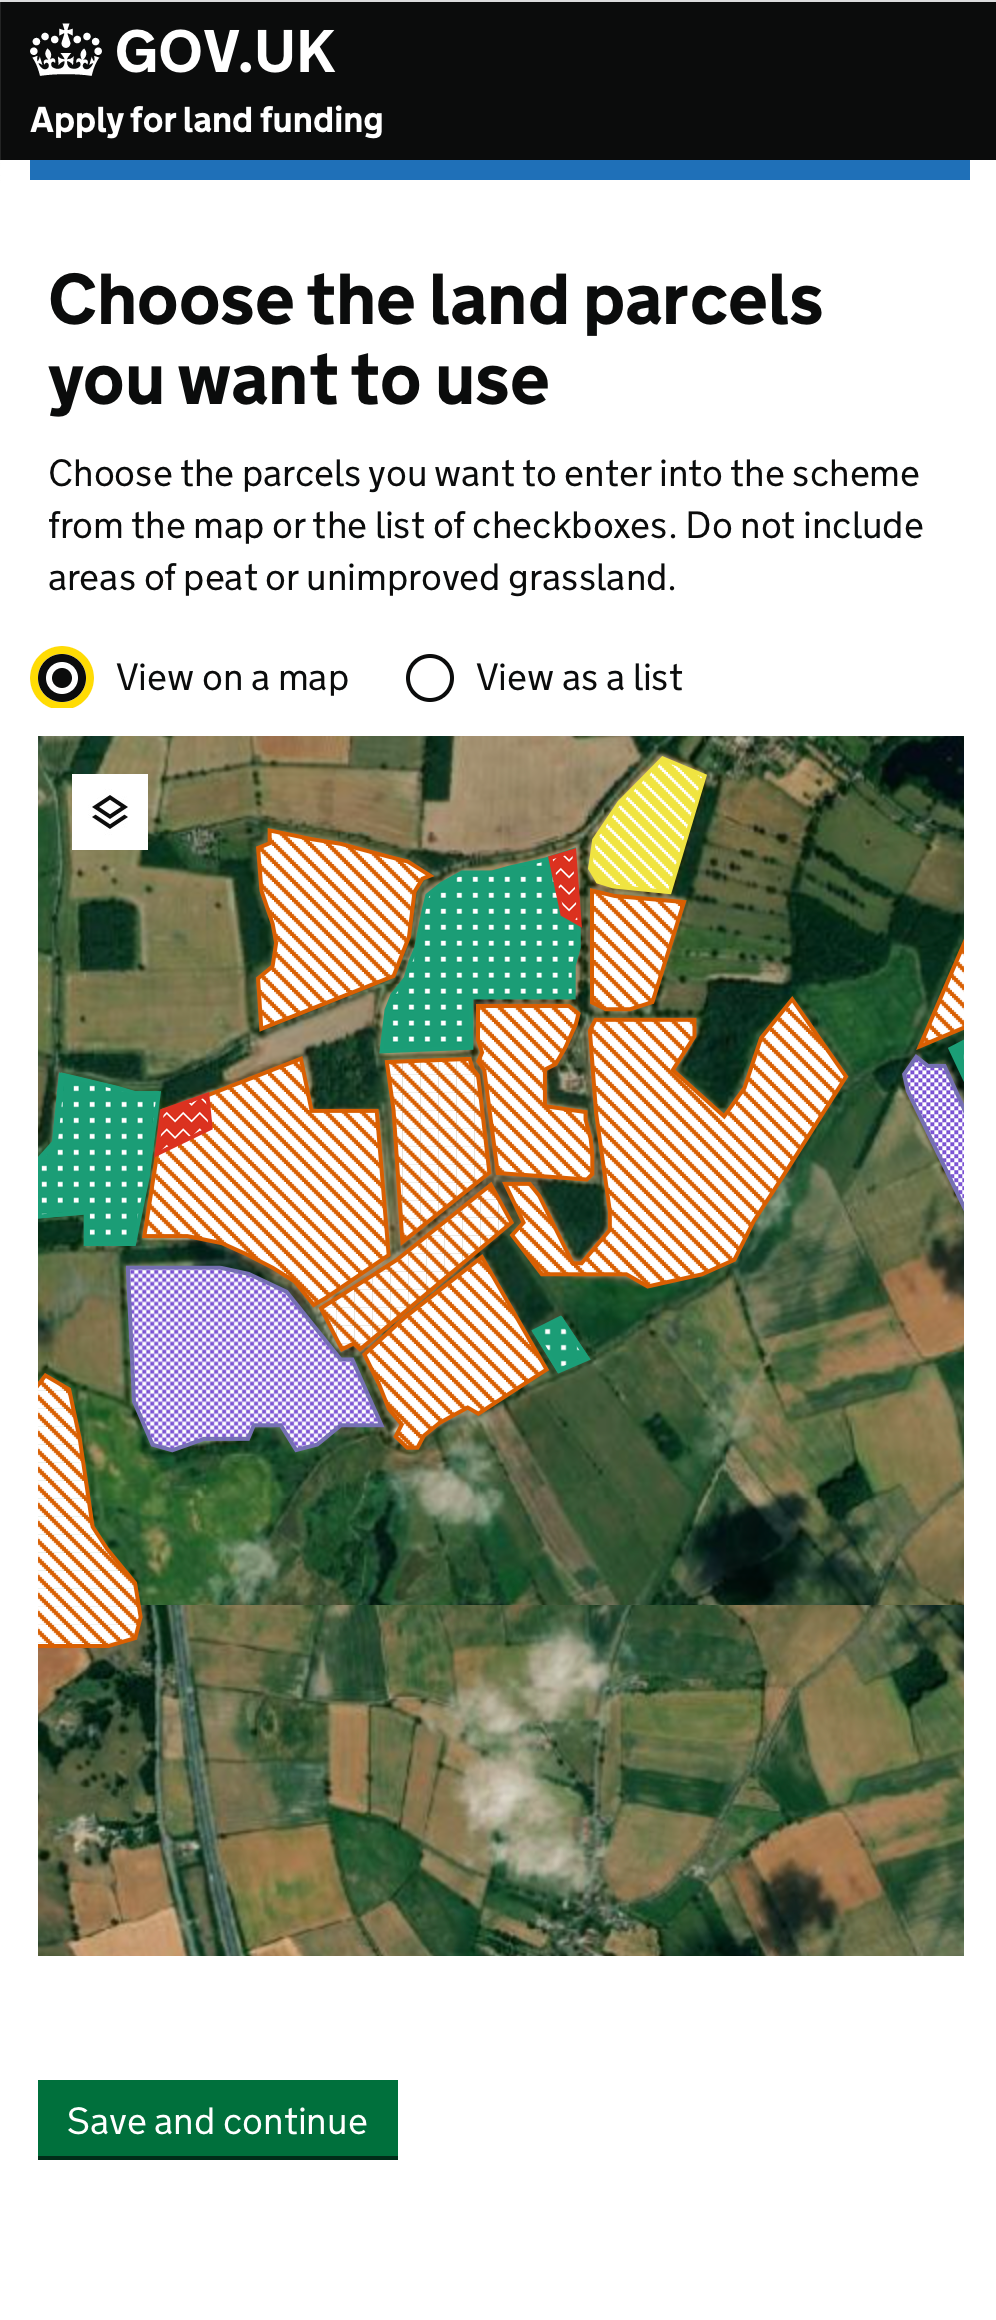 GOV.UK
Apply for land funding
Choose the land parcels
you want to use
Choose the parcels you want to enter into the scheme
from the map or the list of checkboxes. Do not include
areas of peat or unimproved grassland.
View on a map
View as a list
Save and continue